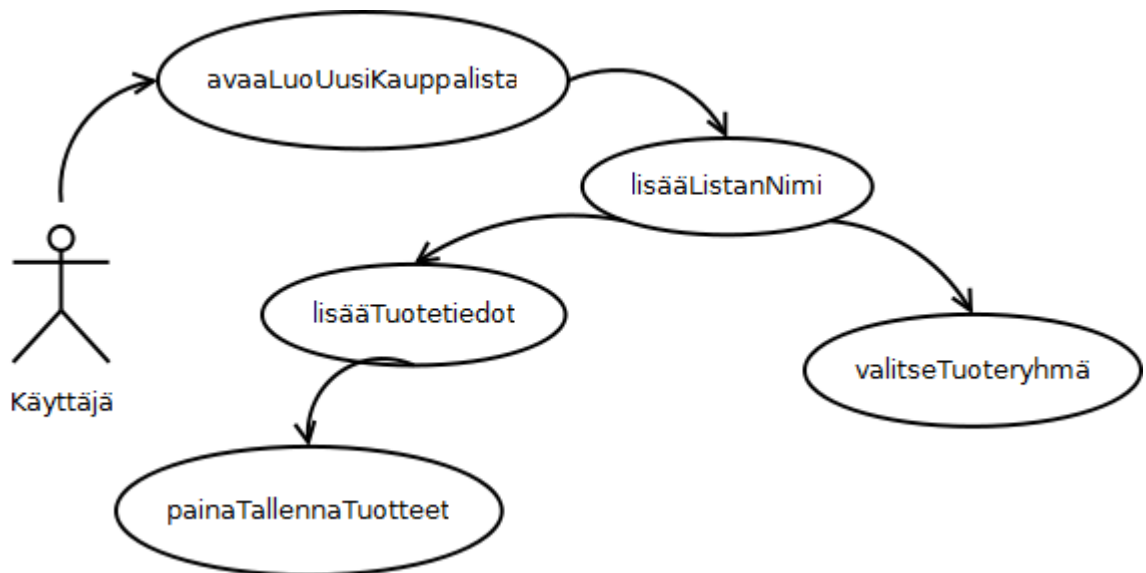 avaaLuoUusiKauppalista
lisääListanNimi
lisääTuotetiedot
valitseTuoteryhmä
Käyttäjä
painaTallennaTuotteet